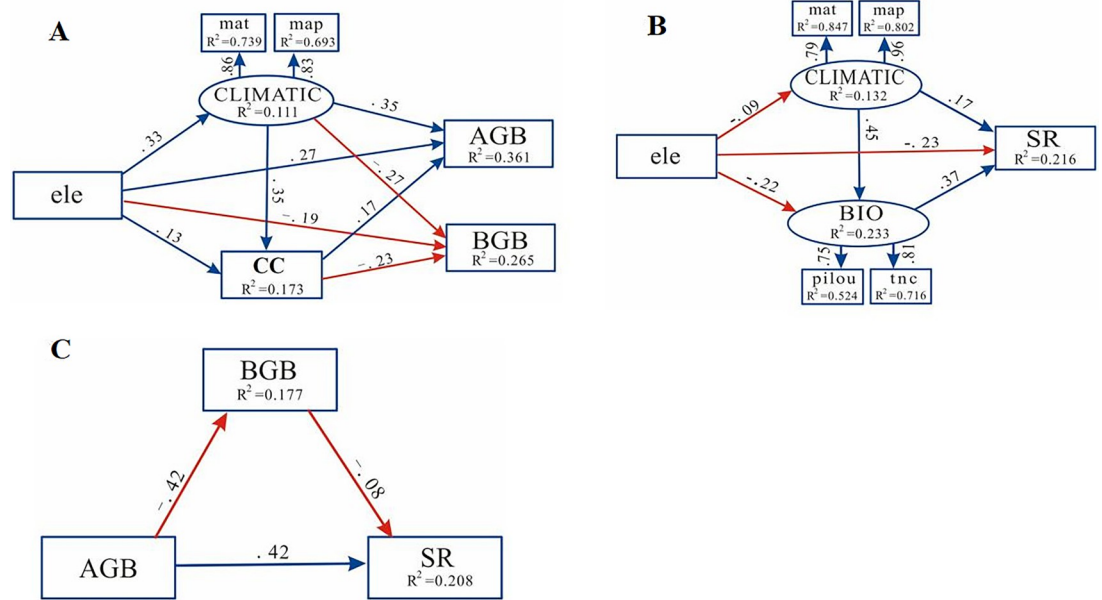 A
mat
R²=0.739
map
R²=0.693
.86
.83
CLIMATIC
R²=0.111
.33
.35
.27
AGB
R²=0.361
ele
.35
-.27
-.19
.17
.13
BGB
R²=0.265
CC
R²=0.173
-.23
B
mat
R²=0.847
map
R²=0.802
.79
.96
CLIMATIC
R²=0.132
-.09
.17
.45
ele
-.23
SR
R²=0.216
-.22
.37
BIO
R²=0.233
.75
.81
pilou
R²=0.524
tnc
R²=0.716
C
BGB
R²=0.177
-.42
-.08
AGB
.42
SR
R²=0.208